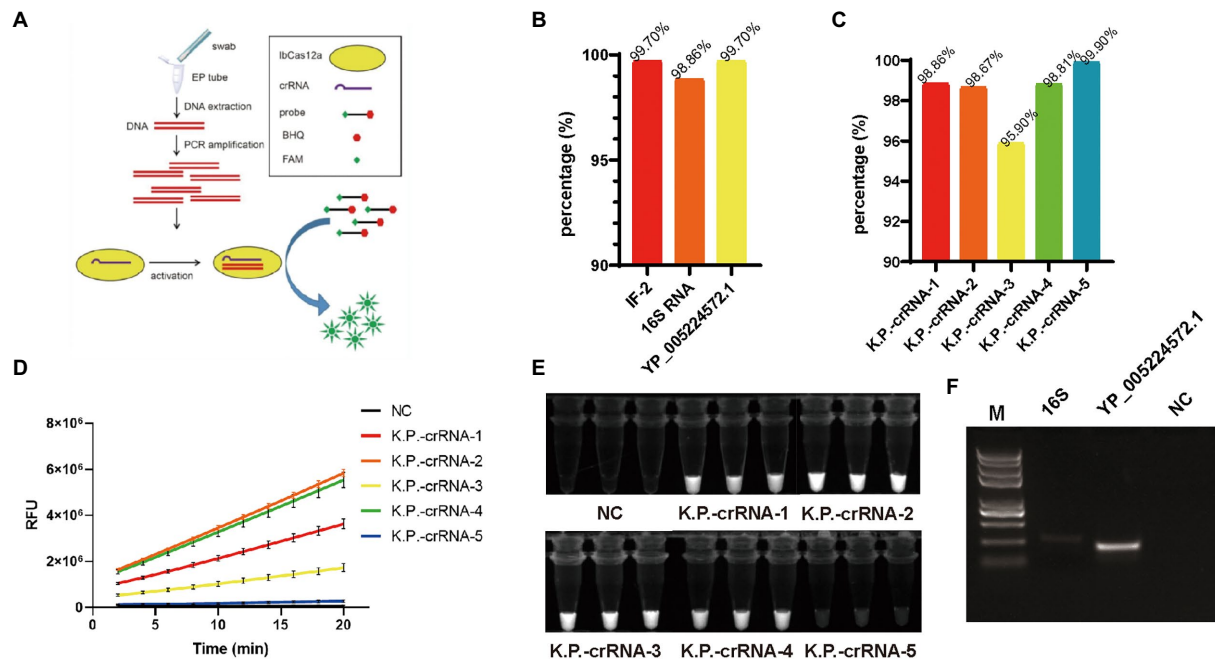 A
swab
EP tube
DNA extraction
DNA
PCR amplification
activation
lbCas12a
crRNA
probe
BHQ
FAM
B
percentage (%)
100
95
90
99.70%
98.86%
99.70%
IF-2
16S RNA
YP_005224572.1
C
percentage (%)
100
98
96
94
92
90
98.86%
98.67%
95.90%
98.81%
99.90%
K.P.-crRNA-1
K.P.-crRNA-2
K.P.-crRNA-3
K.P.-crRNA-4
K.P.-crRNA-5
D
RFU
8×10⁶
6×10⁶
4×10⁶
2×10⁶
0
0
5
10
15
20
Time (min)
NC
K.P.-crRNA-1
K.P.-crRNA-2
K.P.-crRNA-3
K.P.-crRNA-4
K.P.-crRNA-5
E
NC
K.P.-crRNA-1
K.P.-crRNA-2
K.P.-crRNA-3
K.P.-crRNA-4
K.P.-crRNA-5
F
M
16S
YP_005224572.1
NC